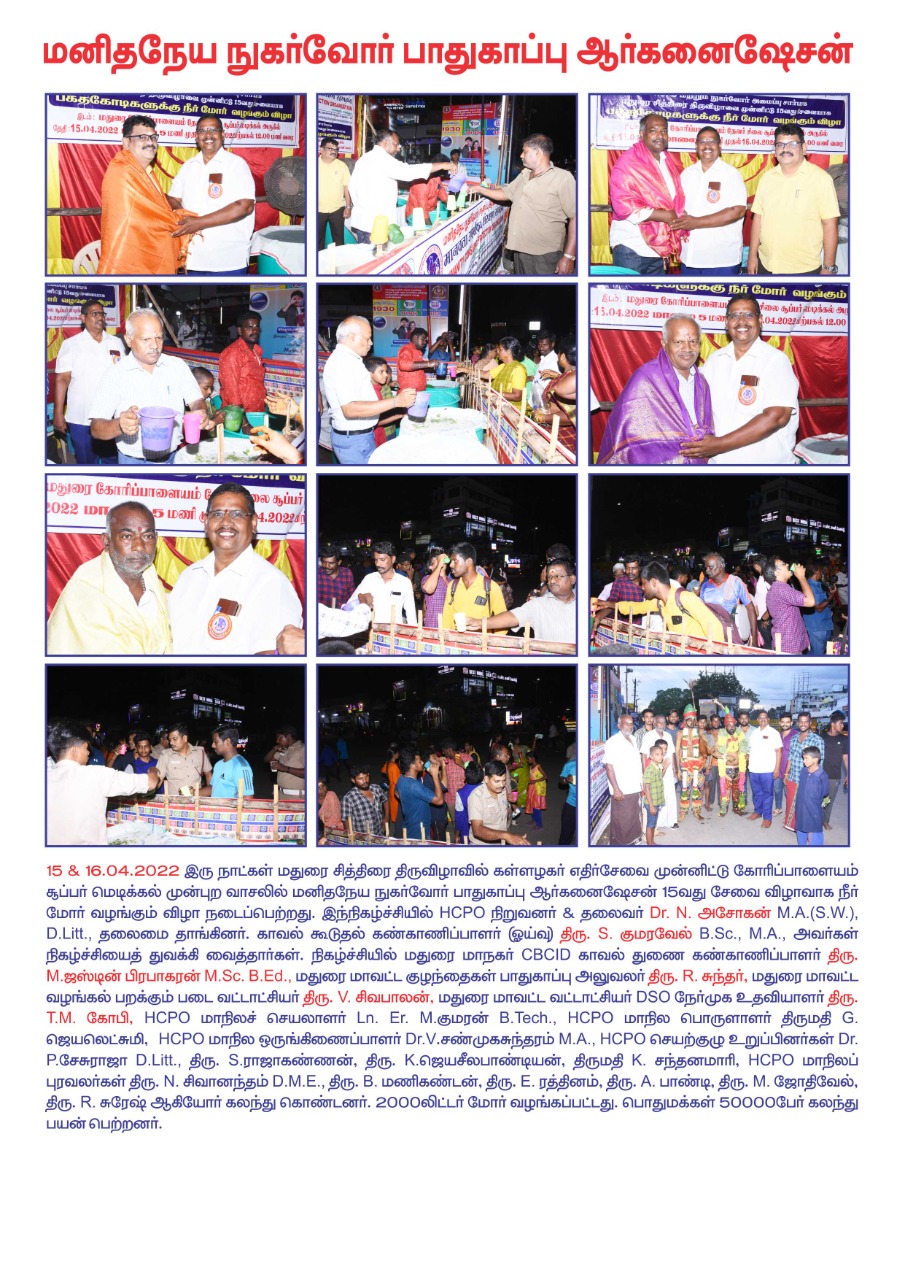 மனிதநேய நுகர்வோர் பாதுகாப்பு ஆர்கனைஷேசன்
பக்தகோடிகளுக்கு நீர் மோர் வழங்கும் விழா
15 & 16.04.2022 இரு நாட்கள் மதுரை சித்திரை திருவிழாவில் கள்ளழகர் எதிர்சேவை முன்னிட்டு கோரிப்பாளையம்
சூப்பர் மெடிக்கல் முன்புற வாசலில் மனிதநேய நுகர்வோர் பாதுகாப்பு ஆர்கனைஷேசன் 15வது சேவை விழாவாக நீர்
மோர் வழங்கும் விழா நடைப்பெற்றது. இந்நிகழ்ச்சியில் HCPO நிறுவனர் & தலைவர் Dr. N. அசோகன் M.A.(S.W.),
D.Litt., தலைமை தாங்கினர். காவல் கூடுதல் கண்காணிப்பாளர் (ஓய்வு) திரு. S. குமரவேல் B.Sc., M.A., அவர்கள்
நிகழ்ச்சியைத் துவக்கி வைத்தார்கள். நிகழ்ச்சியில் மதுரை மாநகர் CBCID காவல் துணை கண்காணிப்பாளர் திரு.
M.ஜஸ்டின் பிரபாகரன் M.Sc. B.Ed., மதுரை மாவட்ட குழந்தைகள் பாதுகாப்பு அலுவலர் திரு. R. சுந்தர், மதுரை மாவட்ட
வழங்கல் பறக்கும் படை வட்டாட்சியர் திரு. V. சிவபாலன், மதுரை மாவட்ட வட்டாட்சியர் DSO நேர்முக உதவியாளர் திரு.
T.M. கோபி, HCPO மாநிலச் செயலாளர் Ln. Er. M.குமரன் B.Tech., HCPO மாநில பொருளாளர் திருமதி G.
ஜெயலெட்சுமி, HCPO மாநில ஒருங்கிணைப்பாளர் Dr.V.சண்முகசுந்தரம் M.A., HCPO செயற்குழு உறுப்பினர்கள் Dr.
P.சேசுராஜா D.Litt., திரு. S.ராஜாகண்ணன், திரு. K.ஜெயசீலபாண்டியன், திருமதி K. சந்தனமாரி, HCPO மாநிலப்
புரவலர்கள் திரு. N. சிவானந்தம் D.M.E., திரு. B. மணிகண்டன், திரு. E. ரத்தினம், திரு. A. பாண்டி, திரு. M. ஜோதிவேல்,
திரு. R. சுரேஷ் ஆகியோர் கலந்து கொண்டனர். 2000லிட்டர் மோர் வழங்கப்பட்டது. பொதுமக்கள் 50000பேர் கலந்து
பயன் பெற்றனர்.